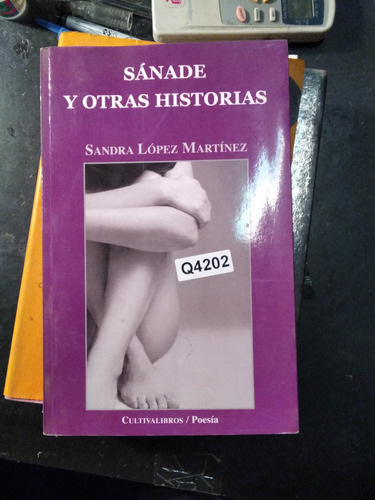 SÁNADE
Y OTRAS HISTORIAS
SANDRA LÓPEZ MARTÍNEZ
Q4202
CULTIVALIBROS / Poesía